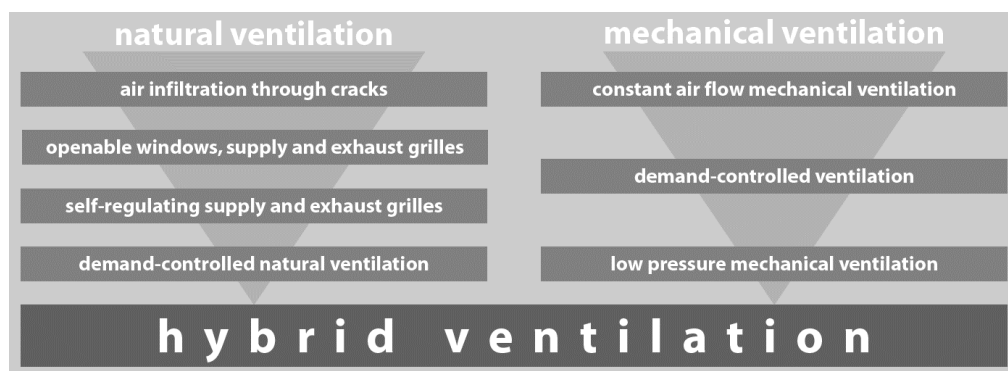 natural ventilation
air infiltration through cracks
openable windows, supply and exhaust grilles
self-regulating supply and exhaust grilles
demand-controlled natural ventilation
mechanical ventilation
constant air flow mechanical ventilation
demand-controlled ventilation
low pressure mechanical ventilation
hybrid ventilation